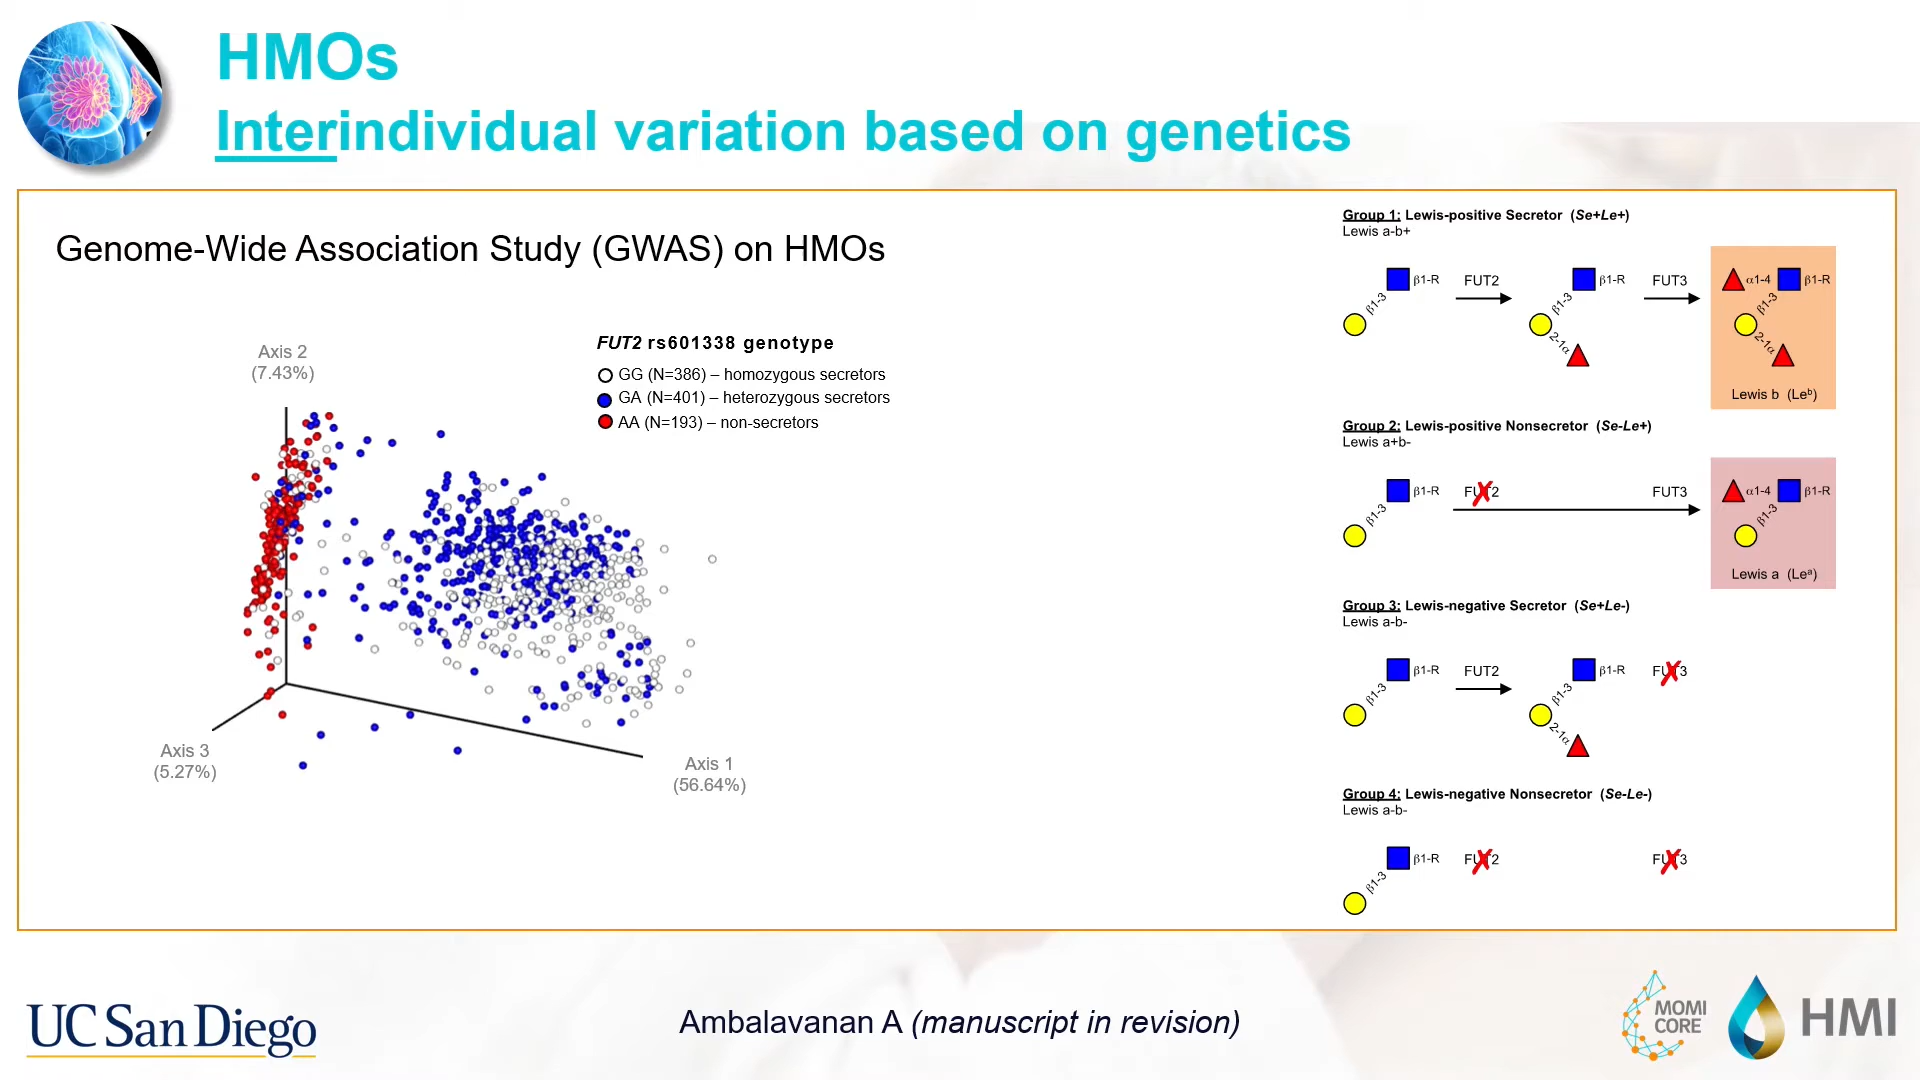 HMOs
Interindividual variation based on genetics
Genome-Wide Association Study (GWAS) on HMOs
FUT2 rs601338 genotype
GG (N=386) – homozygous secretors
GA (N=401) – heterozygous secretors
AA (N=193) – non-secretors
Axis 2
(7.43%)
Axis 3
(5.27%)
Axis 1
(56.64%)
Group 1: Lewis-positive Secretor (Se+Le+)
Lewis a-b+
β1-R FUT2 β1-R FUT3 α1-4 β1-R
β1-3 β1-3 β1-3
2-1α 2-1α
Lewis b (Leᵇ)
Group 2: Lewis-positive Nonsecretor (Se-Le+)
Lewis a+b-
β1-R FUT2 FUT3 α1-4 β1-R
β1-3 β1-3
Lewis a (Leᵃ)
Group 3: Lewis-negative Secretor (Se+Le-)
Lewis a-b-
β1-R FUT2 β1-R FUT3
β1-3 β1-3
2-1α
Group 4: Lewis-negative Nonsecretor (Se-Le-)
Lewis a-b-
β1-R FUT2 FUT3
β1-3
UC San Diego
Ambalavanan A (manuscript in revision)
MOMI
CORE
HMI